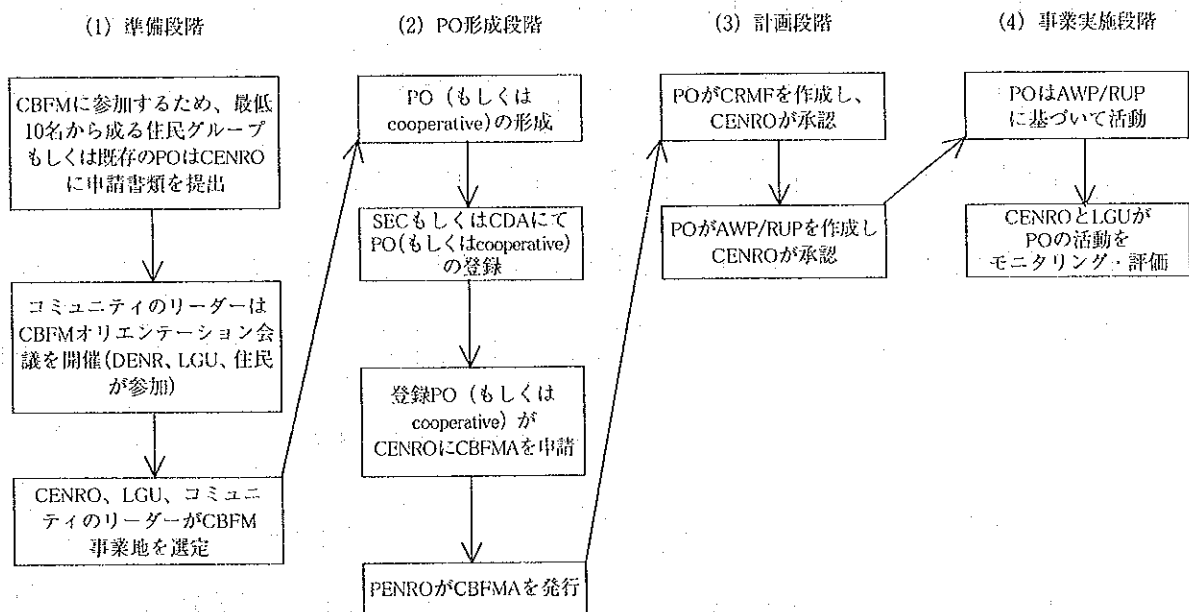 (1) 準備段階
CBFMに参加するため、最低
10名から成る住民グループ
もしくは既存のPOはCENRO
に申請書類を提出
コミュニティのリーダーは
CBFMオリエンテーション会
議を開催(DENR、LGU、住民
が参加)
CENRO、LGU、コミュニ
ティのリーダーがCBFM
事業地を選定
(2) PO形成段階
PO (もしくは
cooperative)の形成
SECもしくはCDAにて
PO(もしくはcooperative)
の登録
登録PO (もしくは
cooperative) が
CENROにCBFMAを申請
PENROがCBFMAを発行
(3) 計画段階
POがCRMFを作成し、
CENROが承認
POがAWP/RUPを作成し
CENROが承認
(4) 事業実施段階
POはAWP/RUP
に基づいて活動
CENROとLGUが
POの活動を
モニタリング・評価